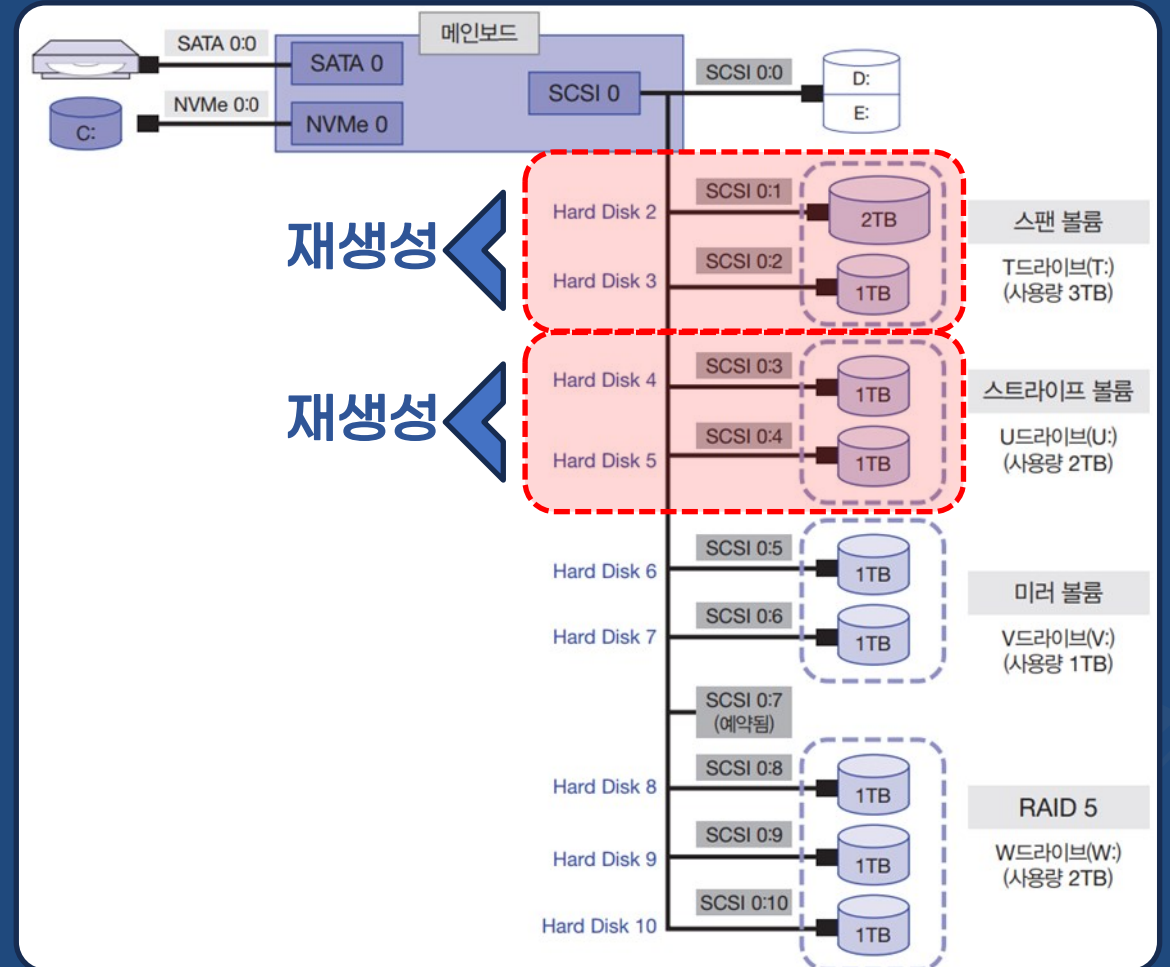 메인보드
SATA 0:0
SATA 0
SCSI 0:0
D:
SCSI 0
E:
NVMe 0:0
C:
NVMe 0
재생성
Hard Disk 2
SCSI 0:1
2TB
스팬 볼륨
Hard Disk 3
SCSI 0:2
1TB
T드라이브(T:)
(사용량 3TB)
재생성
Hard Disk 4
SCSI 0:3
1TB
스트라이프 볼륨
Hard Disk 5
SCSI 0:4
1TB
U드라이브(U:)
(사용량 2TB)
Hard Disk 6
SCSI 0:5
1TB
미러 볼륨
Hard Disk 7
SCSI 0:6
1TB
V드라이브(V:)
(사용량 1TB)
SCSI 0:7
(예약됨)
Hard Disk 8
SCSI 0:8
1TB
RAID 5
Hard Disk 9
SCSI 0:9
1TB
W드라이브(W:)
(사용량 2TB)
Hard Disk 10
SCSI 0:10
1TB